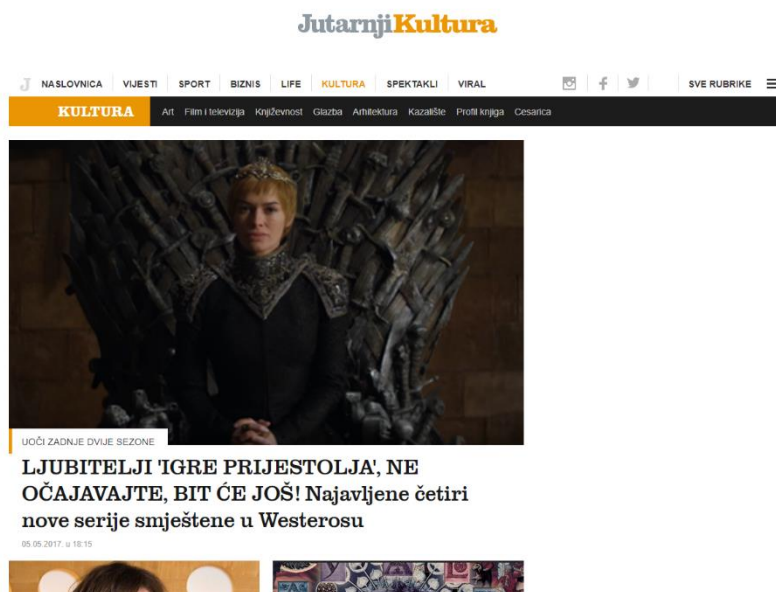 JutarnjiKultura
J NASLOVNICA VIJESTI SPORT BIZNIS LIFE KULTURA SPEKTAKLI VIRAL SVE RUBRIKE
KULTURA Art Film i televizija Književnost Glazba Arhitektura Kazalište Profil knjiga Cesarica
UOČI ZADNJE DVIJE SEZONE
LJUBITELJI 'IGRE PRIJESTOLJA', NE
OČAJAVAJTE, BIT ĆE JOŠ! Najavljene četiri
nove serije smještene u Westerosu
05.05.2017. u 18:15